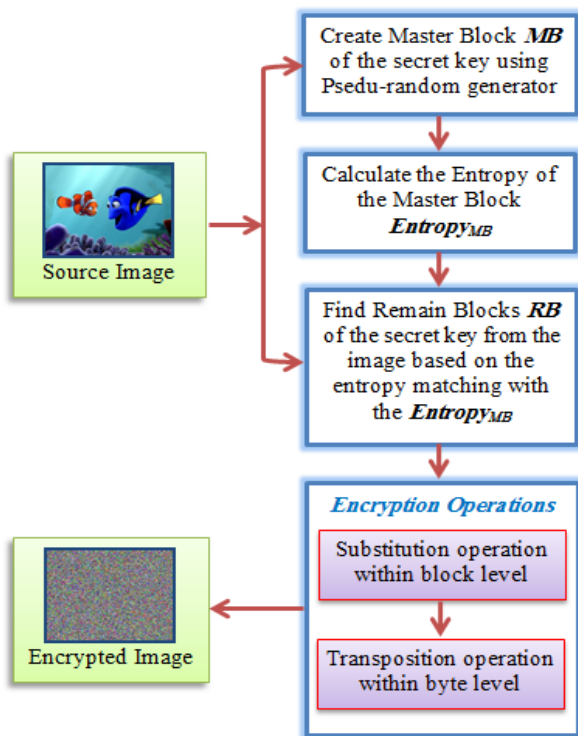 Create Master Block MB
of the secret key using
Psedu-random generator
Calculate the Entropy of
the Master Block
EntropyMB
Source Image
Find Remain Blocks RB
of the secret key from the
image based on the
entropy matching with
the EntropyMB
Encryption Operations
Substitution operation
within block level
Transposition operation
within byte level
Encrypted Image